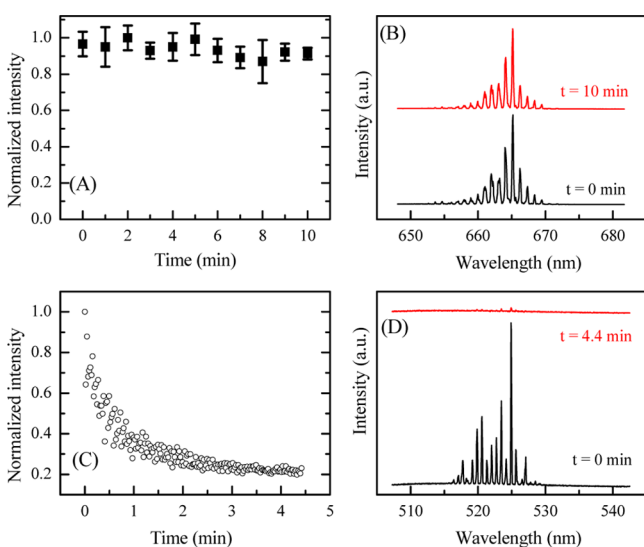 1.0
0.8
0.6
0.4
0.2
0.0
Normalized intensity
(A)
0 2 4 6 8 10
Time (min)
(B)
Intensity (a.u.)
t = 10 min
t = 0 min
650 660 670 680
Wavelength (nm)
1.0
0.8
0.6
0.4
0.2
Normalized intensity
(C)
0 1 2 3 4 5
Time (min)
(D)
Intensity (a.u.)
t = 4.4 min
t = 0 min
510 520 530 540
Wavelength (nm)